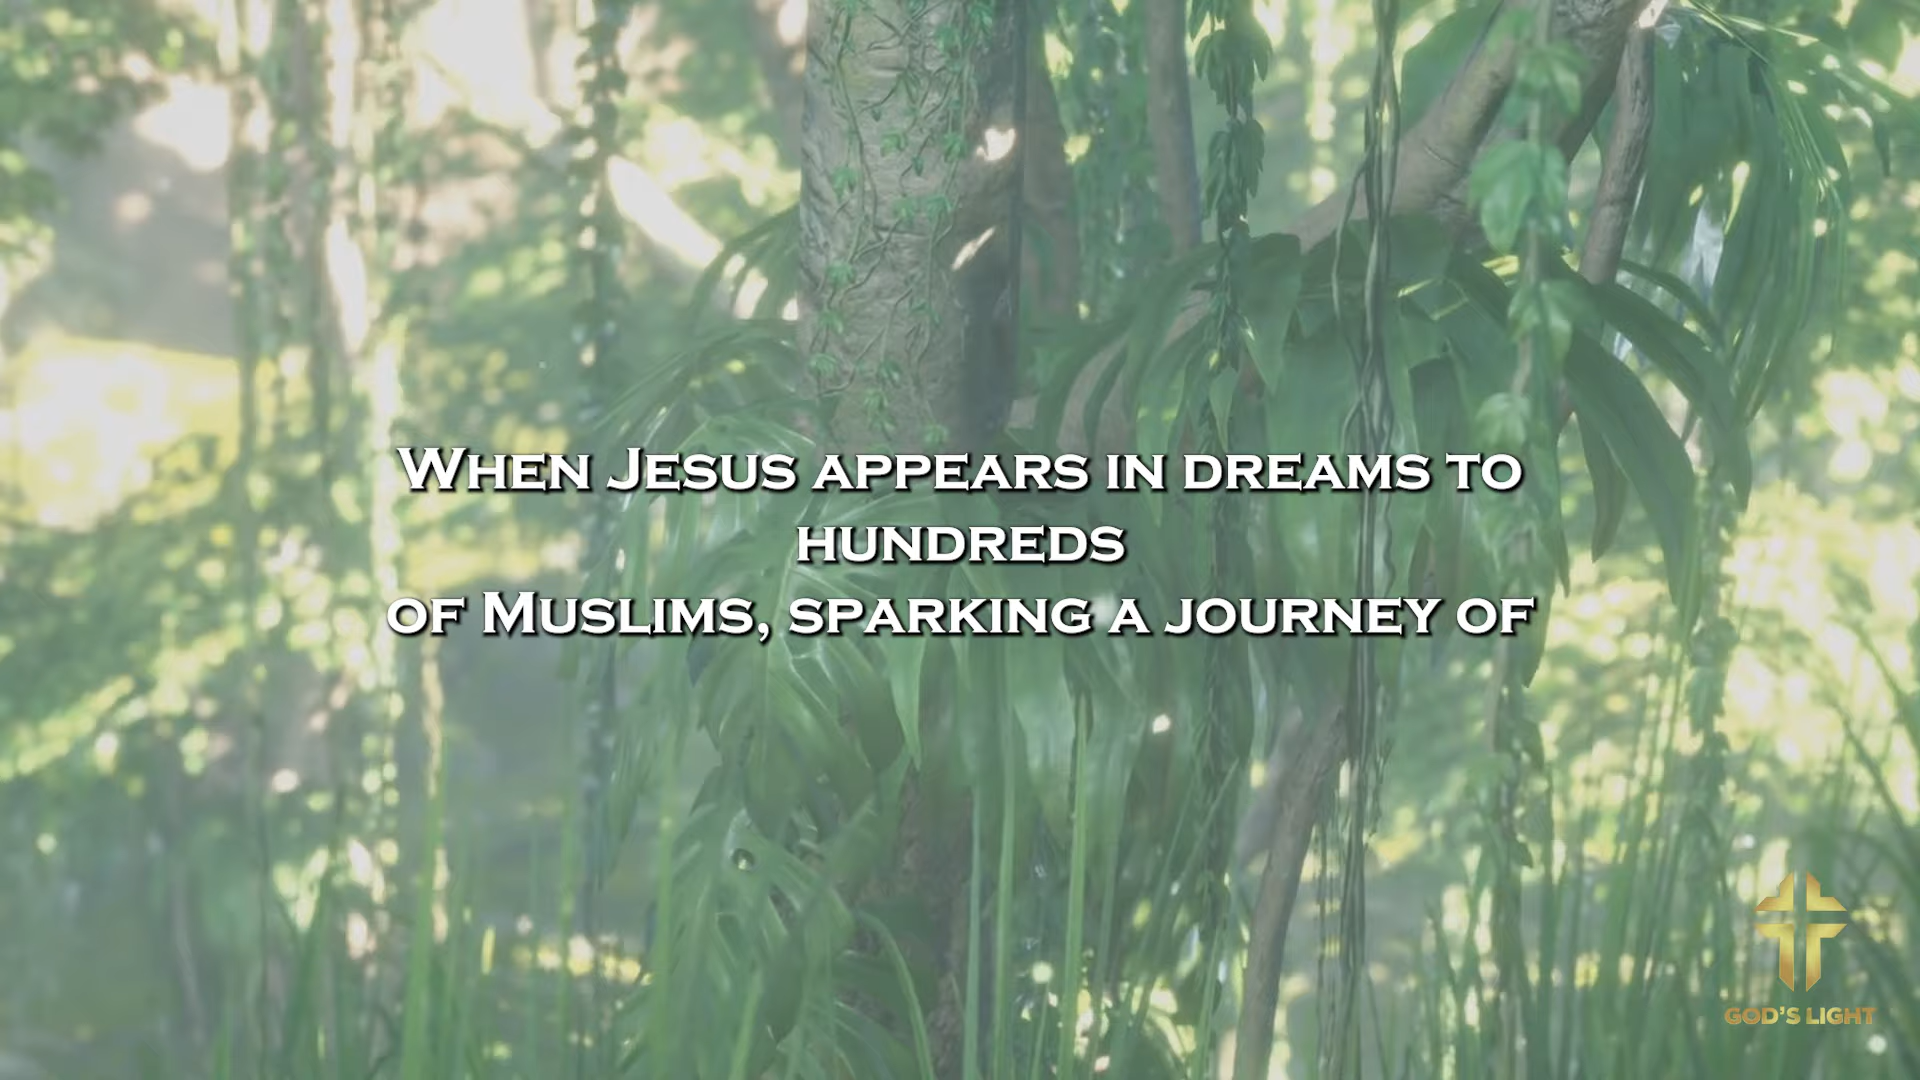 When Jesus appears in dreams to
hundreds
of Muslims, sparking a journey of
GOD'S LIGHT